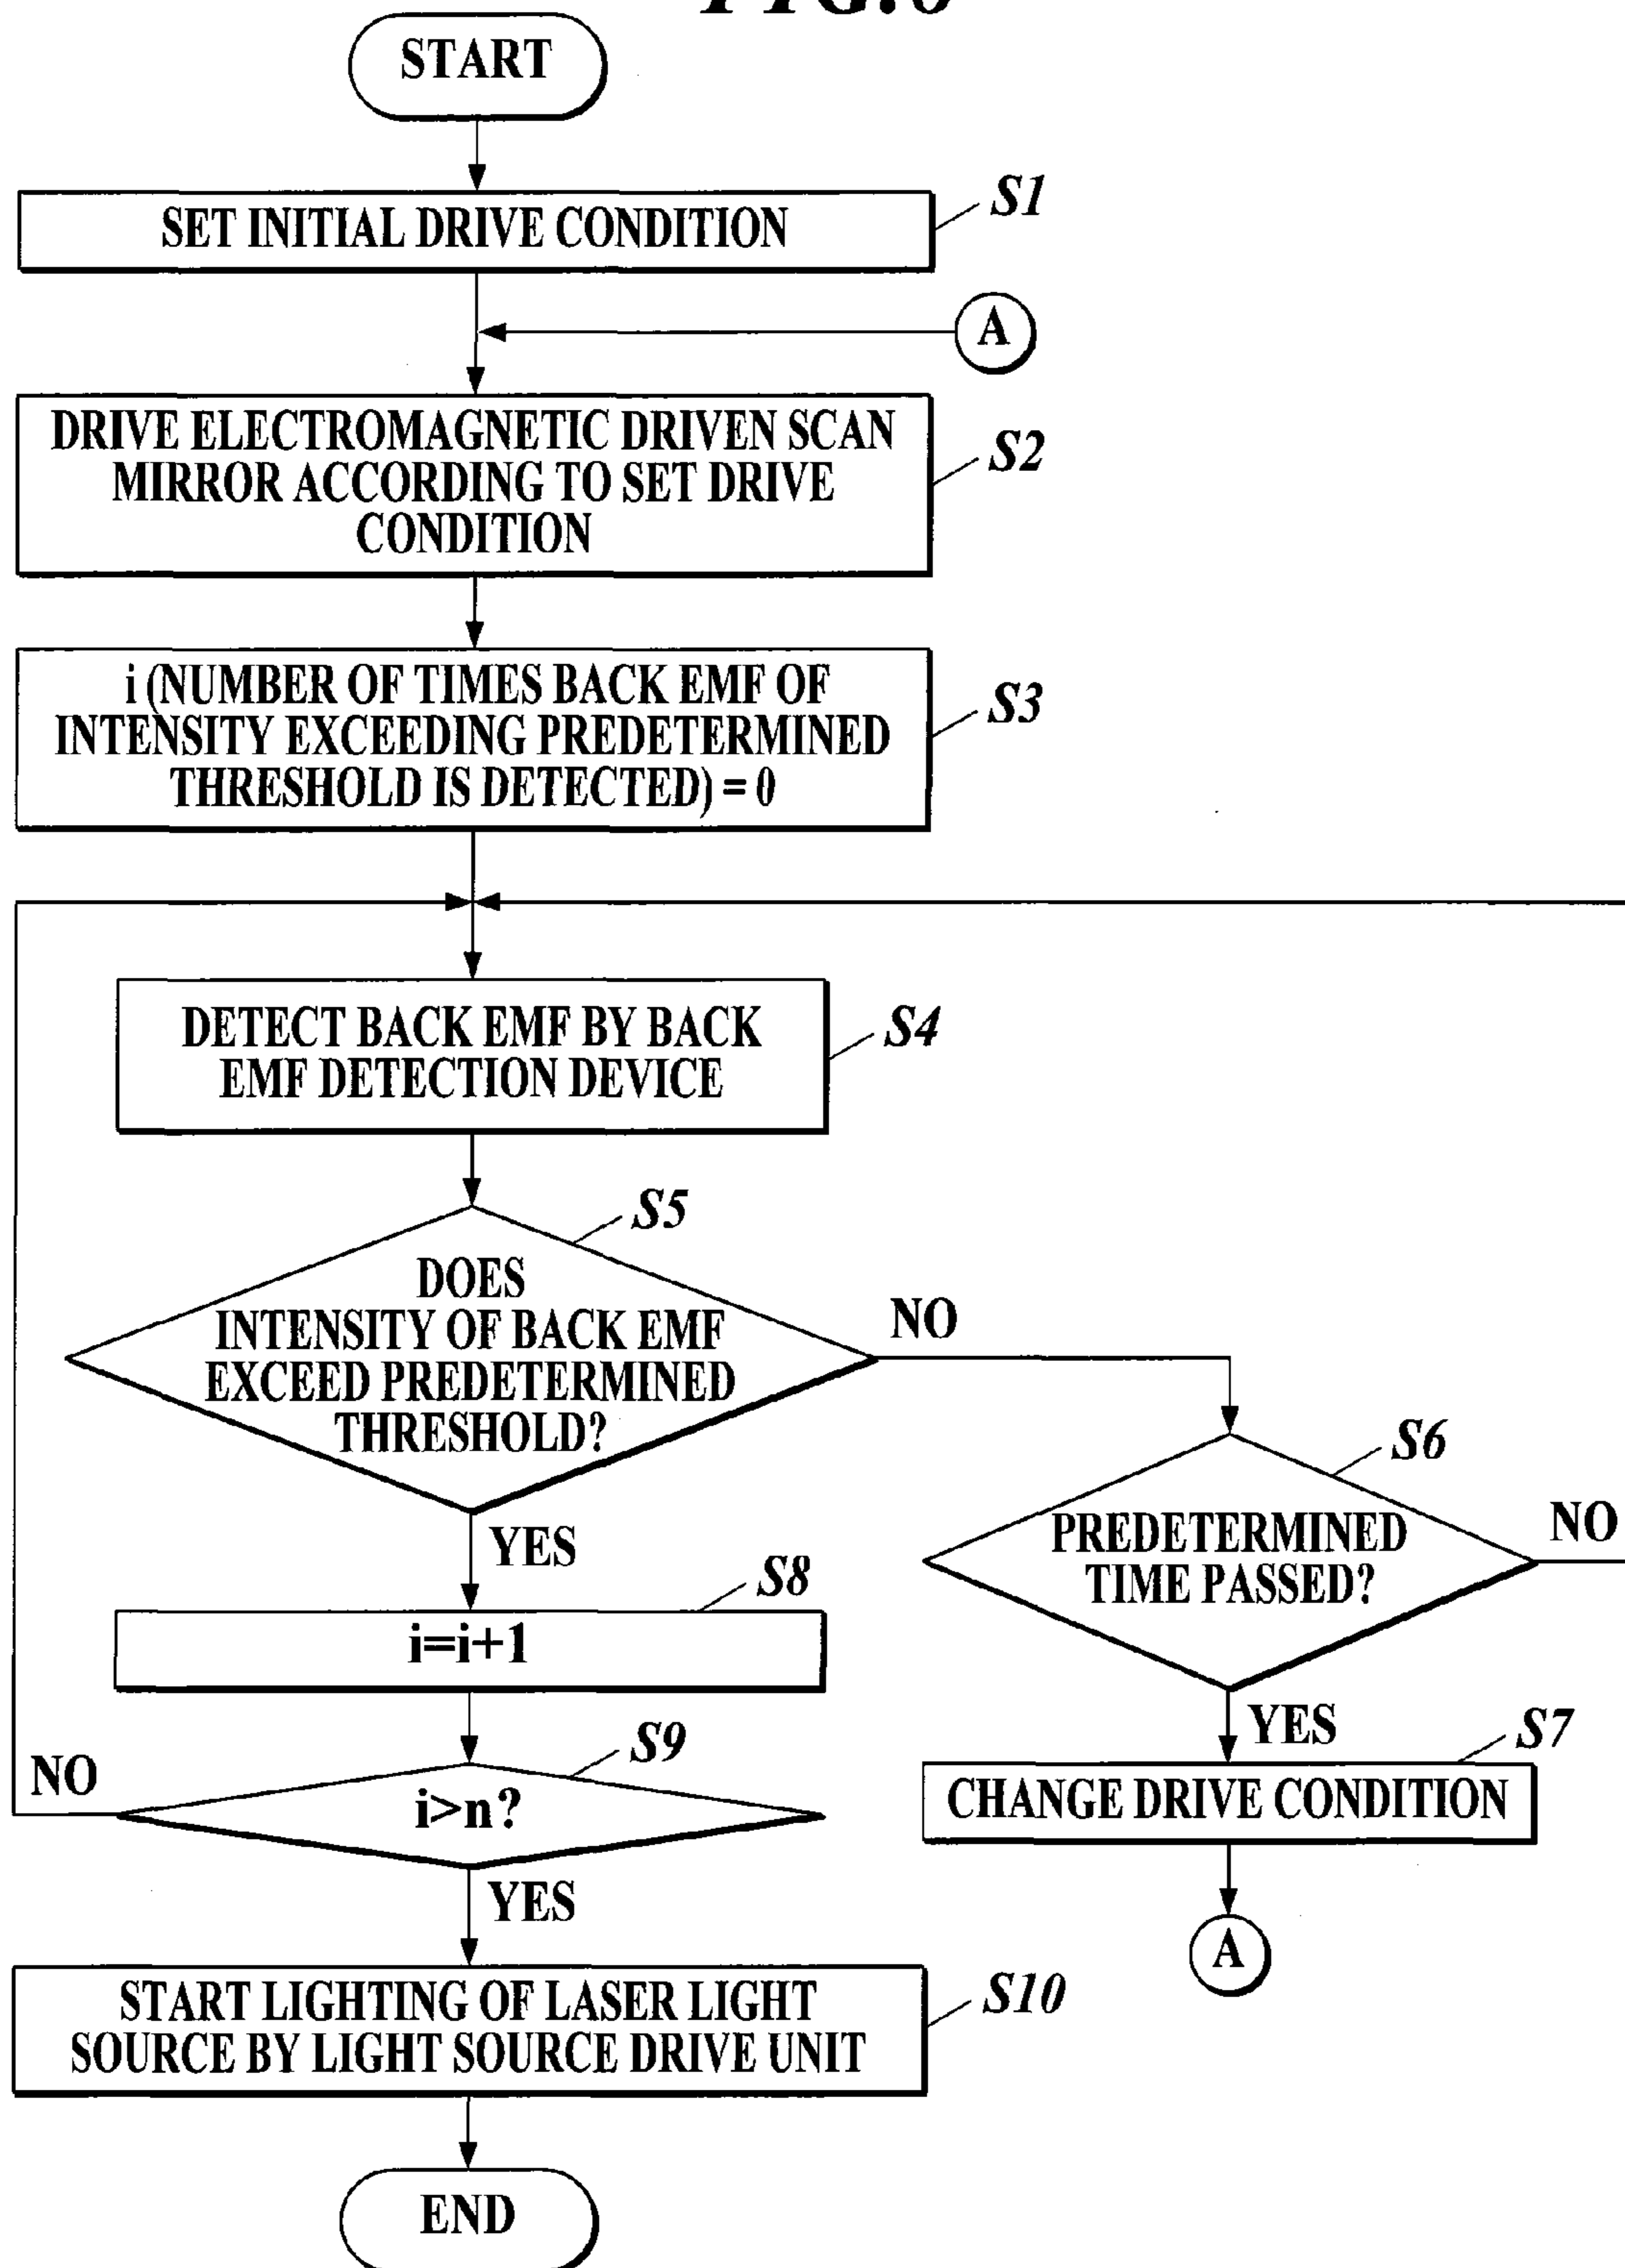 START
SET INITIAL DRIVE CONDITION
S1
A
DRIVE ELECTROMAGNETIC DRIVEN SCAN
MIRROR ACCORDING TO SET DRIVE
CONDITION
S2
i (NUMBER OF TIMES BACK EMF OF
INTENSITY EXCEEDING PREDETERMINED
THRESHOLD IS DETECTED) = 0
S3
DETECT BACK EMF BY BACK
EMF DETECTION DEVICE
S4
S5
DOES
INTENSITY OF BACK EMF
EXCEED PREDETERMINED
THRESHOLD?
NO
YES
S6
PREDETERMINED
TIME PASSED?
NO
YES
S7
CHANGE DRIVE CONDITION
A
S8
i=i+1
S9
i>n?
NO
YES
START LIGHTING OF LASER LIGHT
SOURCE BY LIGHT SOURCE DRIVE UNIT
S10
END